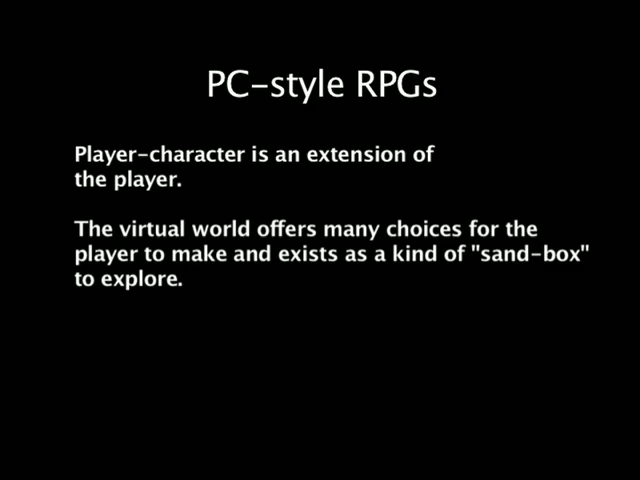 PC-style RPGs
Player-character is an extension of
the player.
The virtual world offers many choices for the
player to make and exists as a kind of "sand-box"
to explore.